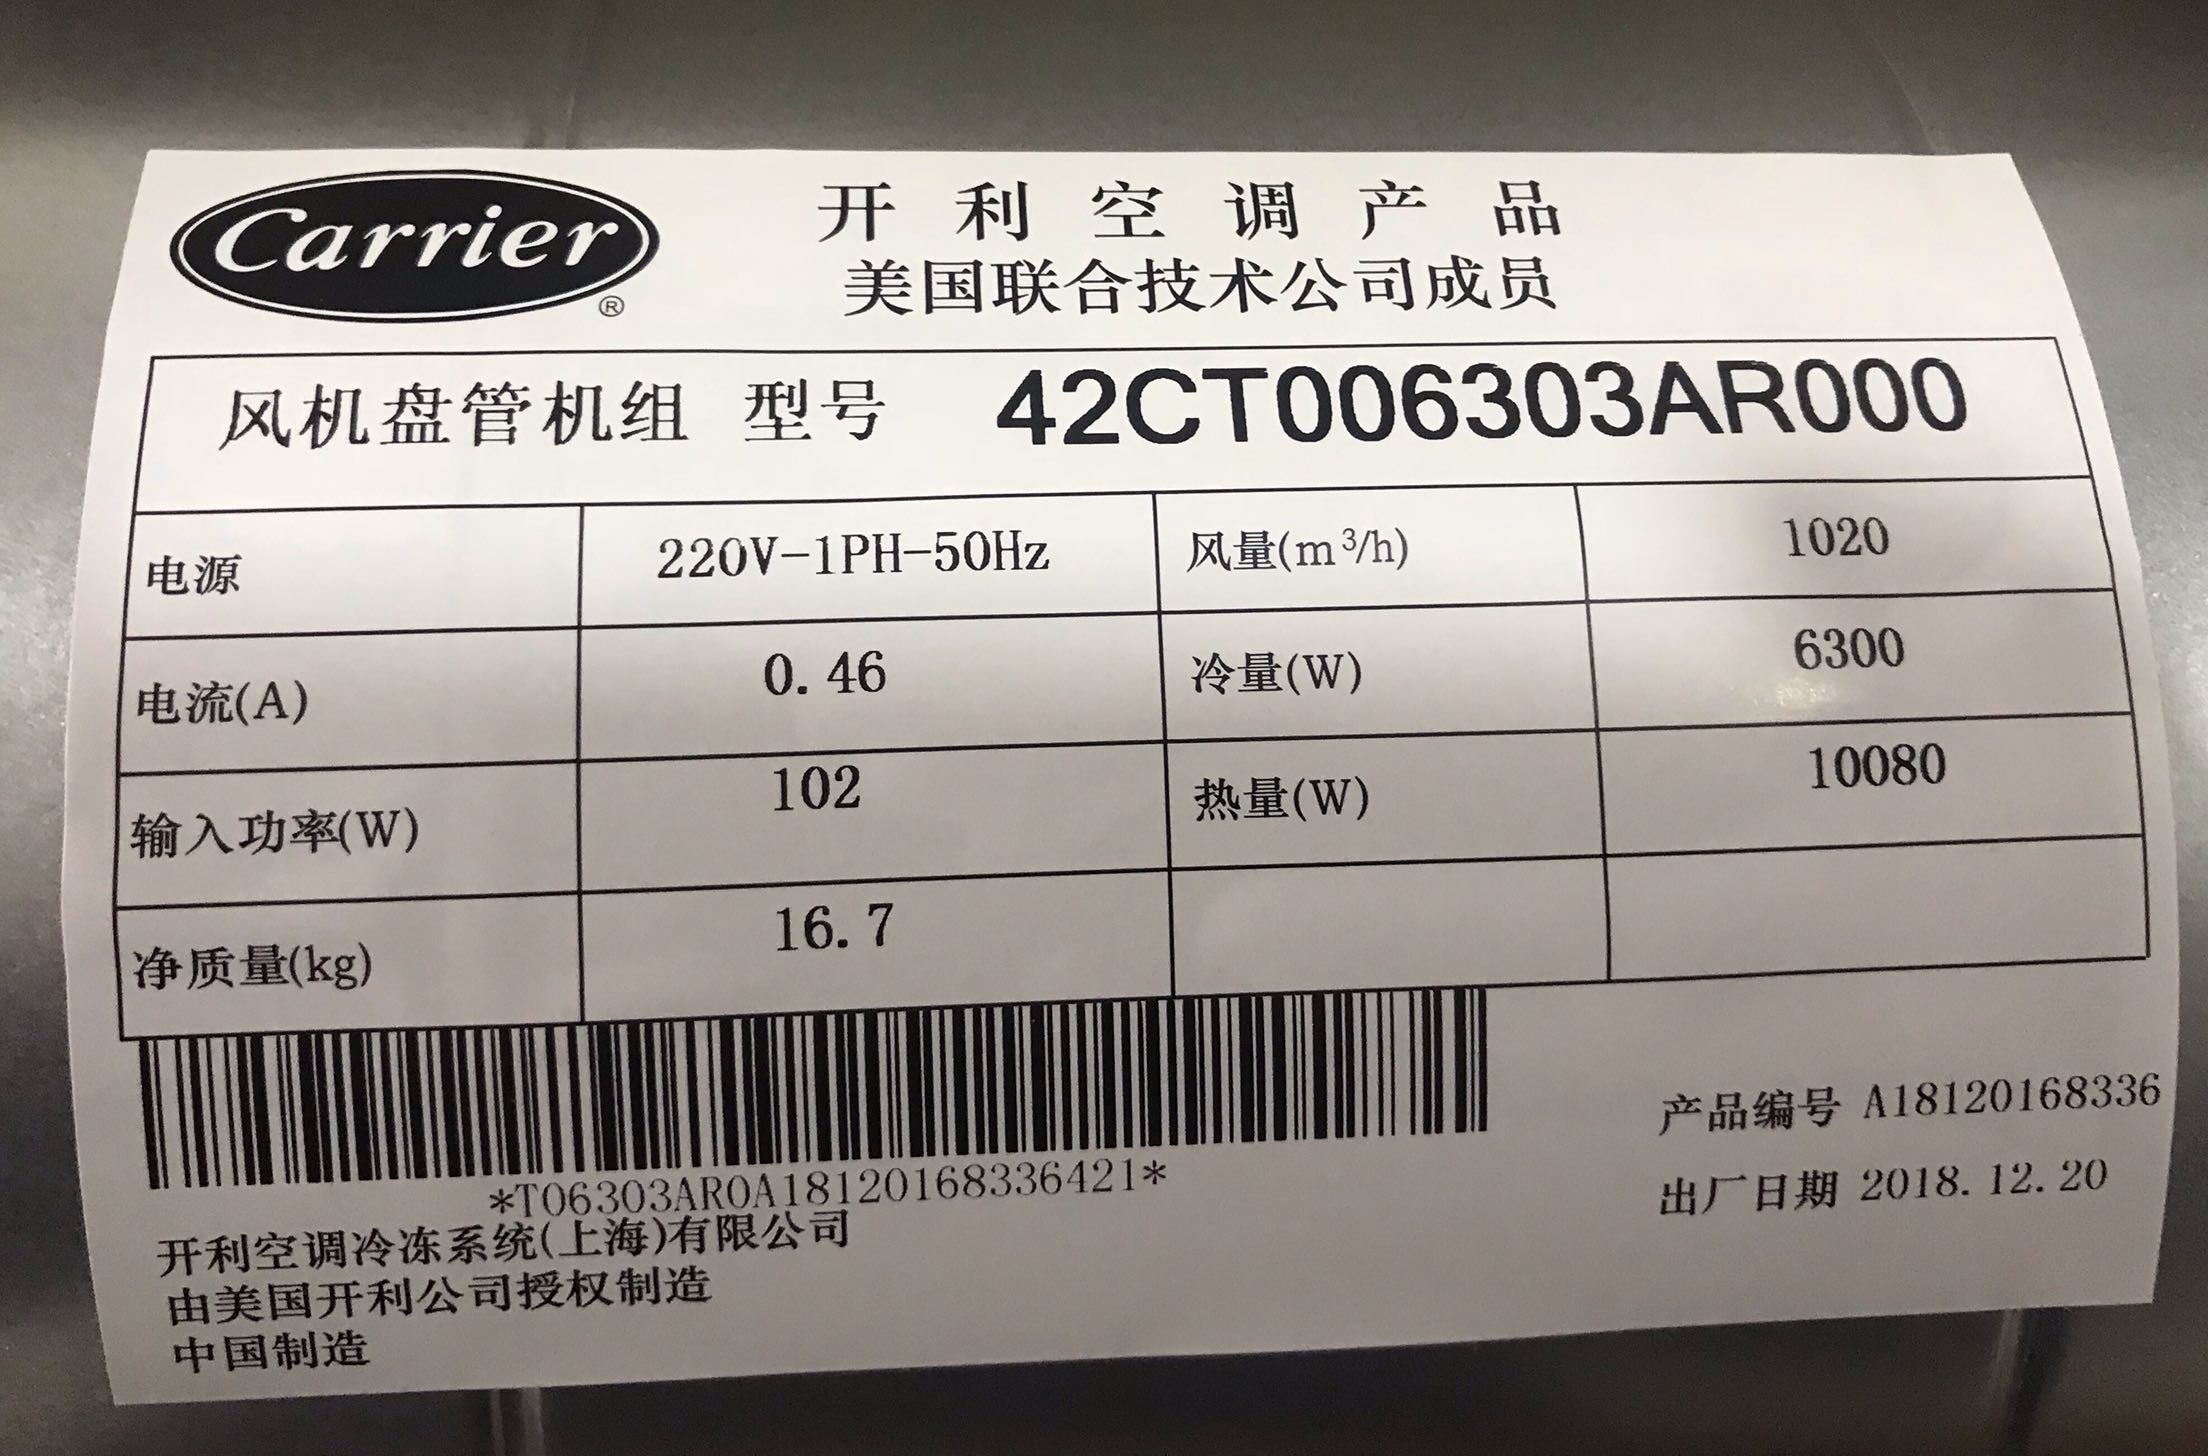 Carrier®
开利空调产品
美国联合技术公司成员
风机盘管机组 型号 42CT006303AR000
电源 220V-1PH-50Hz 风量(m³/h) 1020
电流(A) 0.46 冷量(W) 6300
输入功率(W) 102 热量(W) 10080
净质量(kg) 16.7
*T06303AR0A18120168336421*
产品编号 A18120168336
出厂日期 2018.12.20
开利空调冷冻系统(上海)有限公司
由美国开利公司授权制造
中国制造